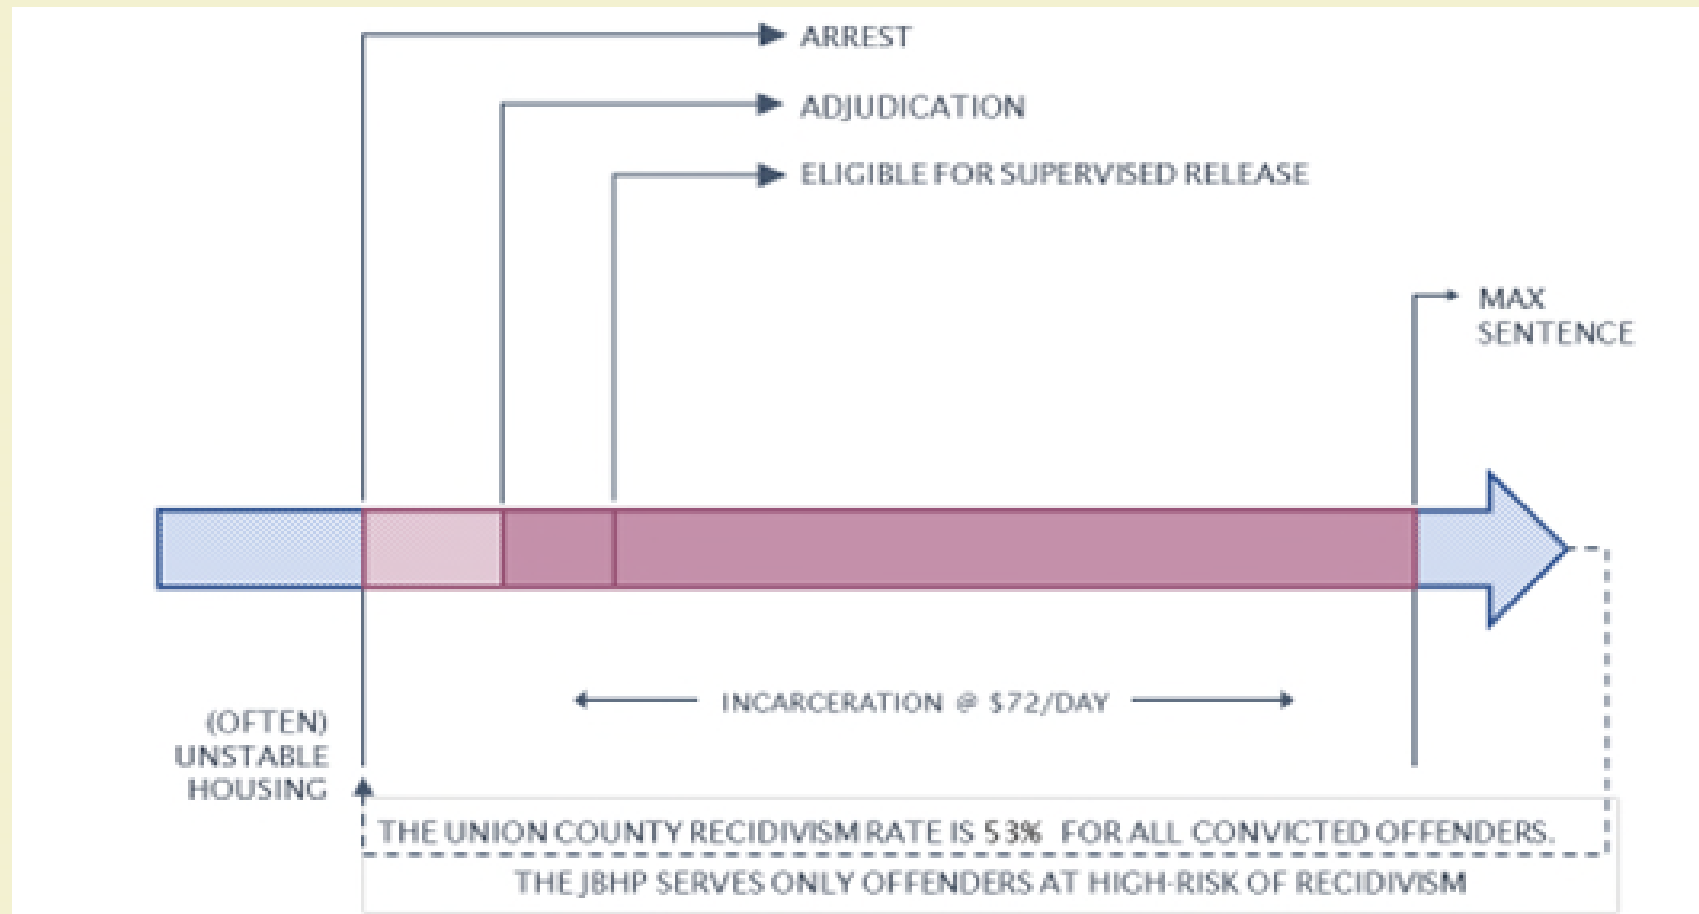 ARREST
ADJUDICATION
ELIGIBLE FOR SUPERVISED RELEASE
MAX
SENTENCE
INCARCERATION @ $72/DAY
(OFTEN)
UNSTABLE
HOUSING
THE UNION COUNTY RECIDIVISM RATE IS 53% FOR ALL CONVICTED OFFENDERS.
THE JBHP SERVES ONLY OFFENDERS AT HIGH-RISK OF RECIDIVISM